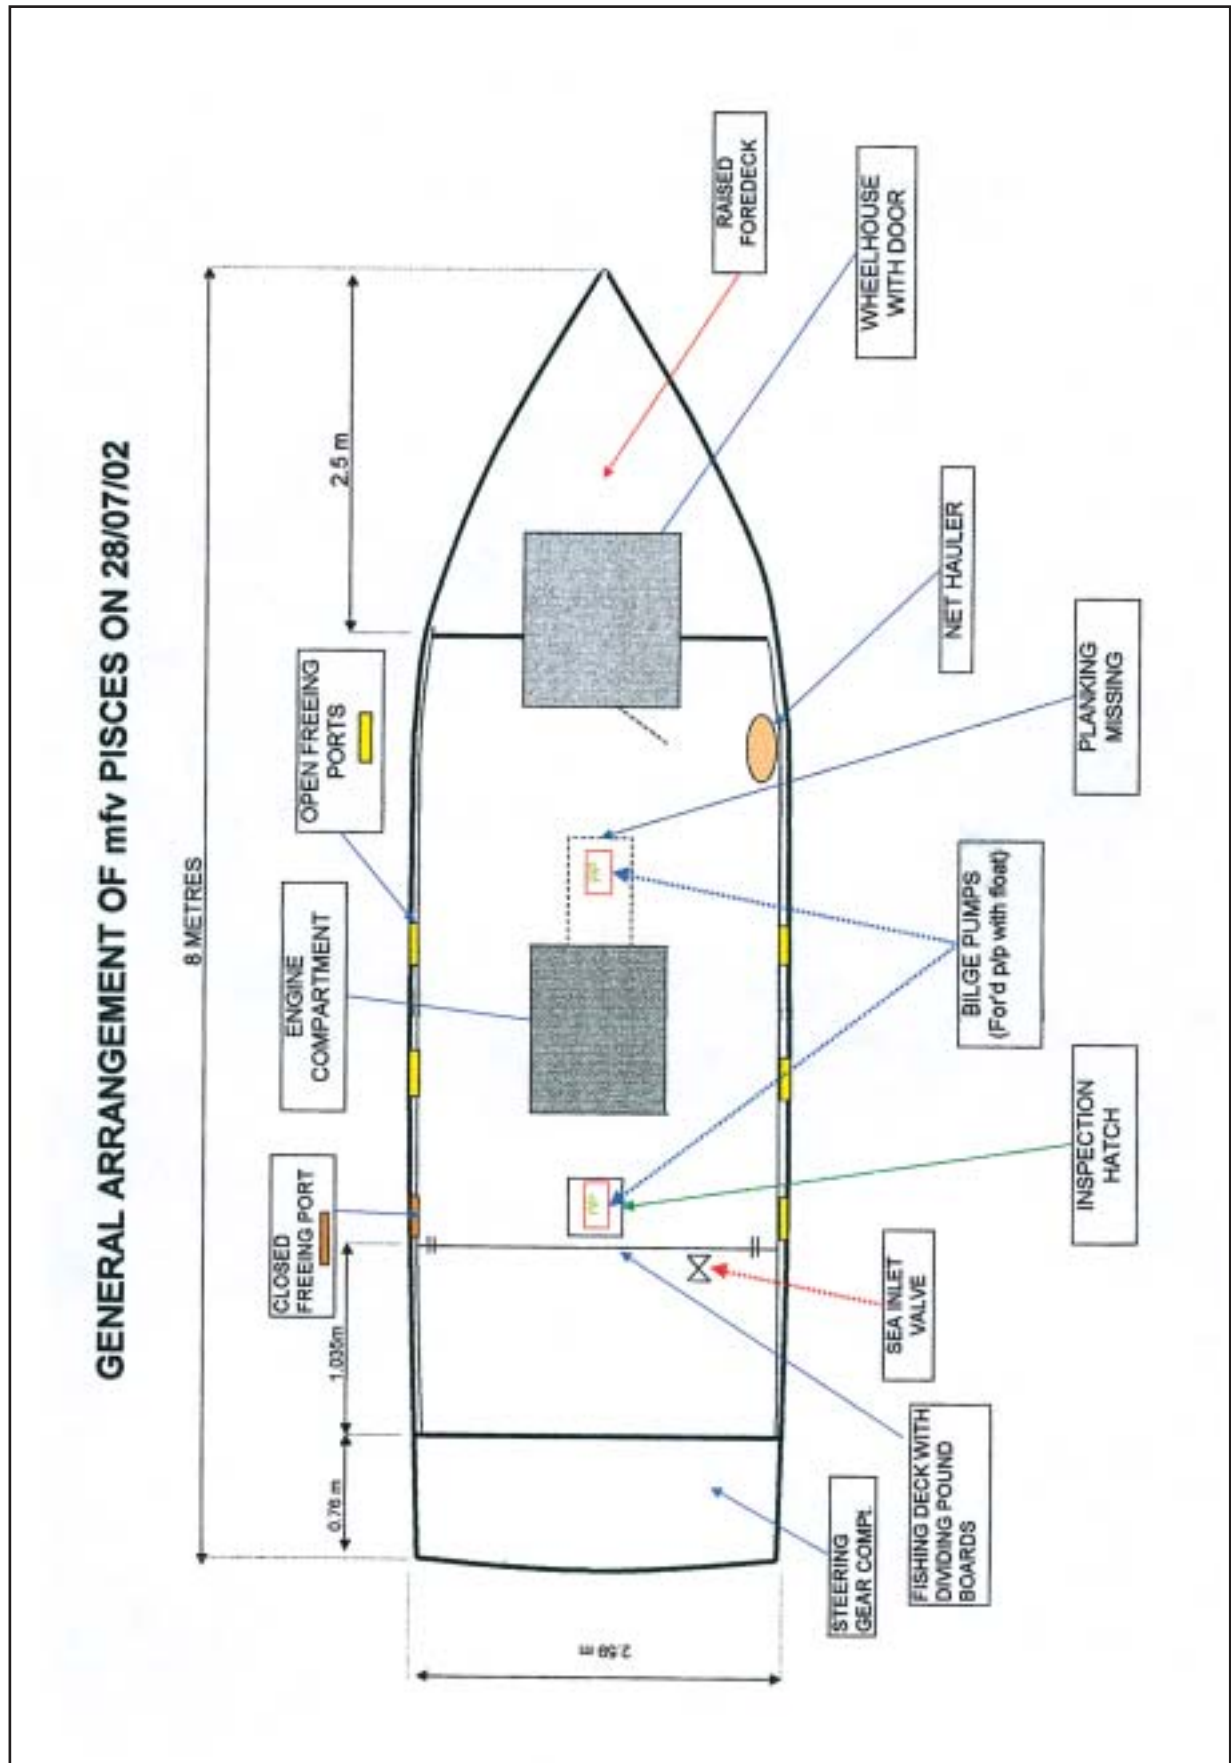 GENERAL ARRANGEMENT OF mfv PISCES ON 28/07/02
8 METRES
2.5 m
OPEN FREEING
PORTS
ENGINE
COMPARTMENT
CLOSED
FREEING PORT
1.035m
0.76 m
RAISED
FOREDECK
WHEELHOUSE
WITH DOOR
NET HAULER
PLANKING
MISSING
BILGE PUMPS
(For'd p/p with float)
INSPECTION
HATCH
SEA INLET
VALVE
FISHING DECK WITH
DIVIDING POUND
BOARDS
STEERING
GEAR COMPt.